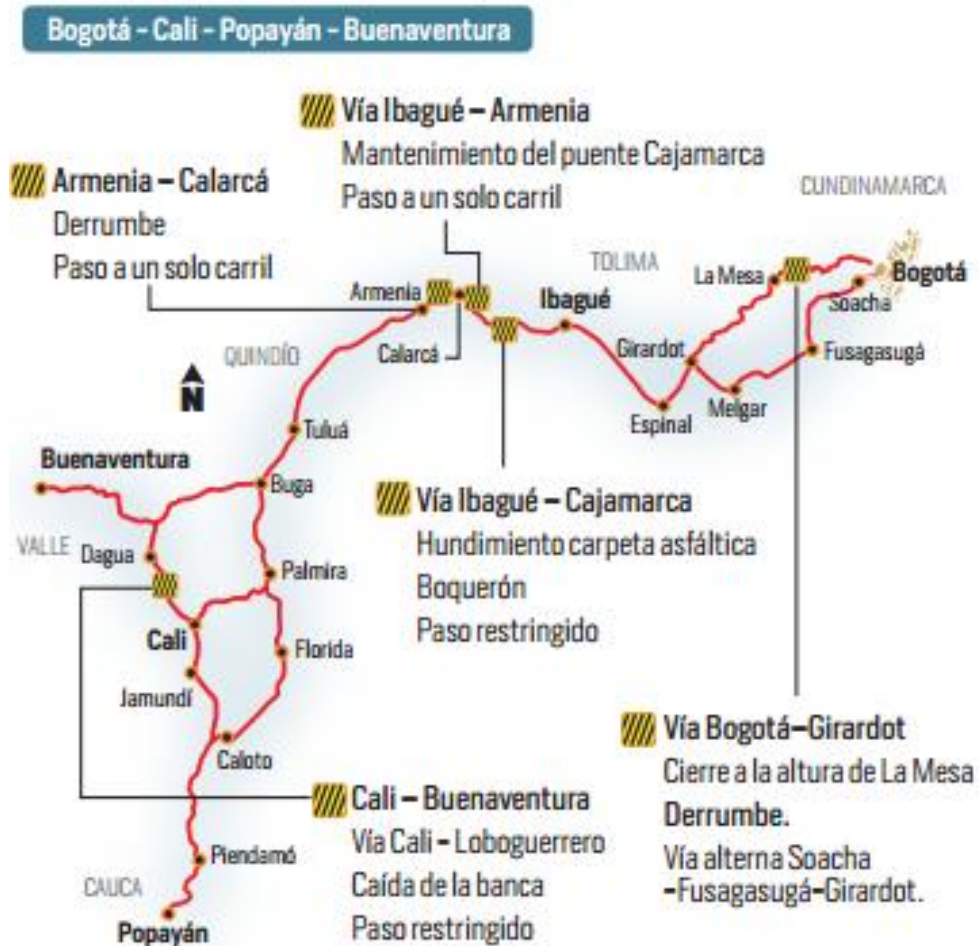 Bogotá - Cali - Popayán - Buenaventura
Vía Ibagué – Armenia
Mantenimiento del puente Cajamarca
Paso a un solo carril
Armenia – Calarcá
Derrumbe
Paso a un solo carril
CUNDINAMARCA
TOLIMA
La Mesa
Bogotá
Soacha
Armenia
Ibagué
Calarcá
Girardot
Fusagasugá
QUINDÍO
N
Espinal
Melgar
Tuluá
Buenaventura
Buga
VALLE
Dagua
Palmira
Cali
Florida
Jamundí
Caloto
Piendamó
CAUCA
Popayán
Vía Ibagué – Cajamarca
Hundimiento carpeta asfáltica
Boquerón
Paso restringido
Vía Bogotá–Girardot
Cierre a la altura de La Mesa
Derrumbe.
Vía alterna Soacha
-Fusagasugá-Girardot.
Cali – Buenaventura
Vía Cali - Loboguerrero
Caída de la banca
Paso restringido